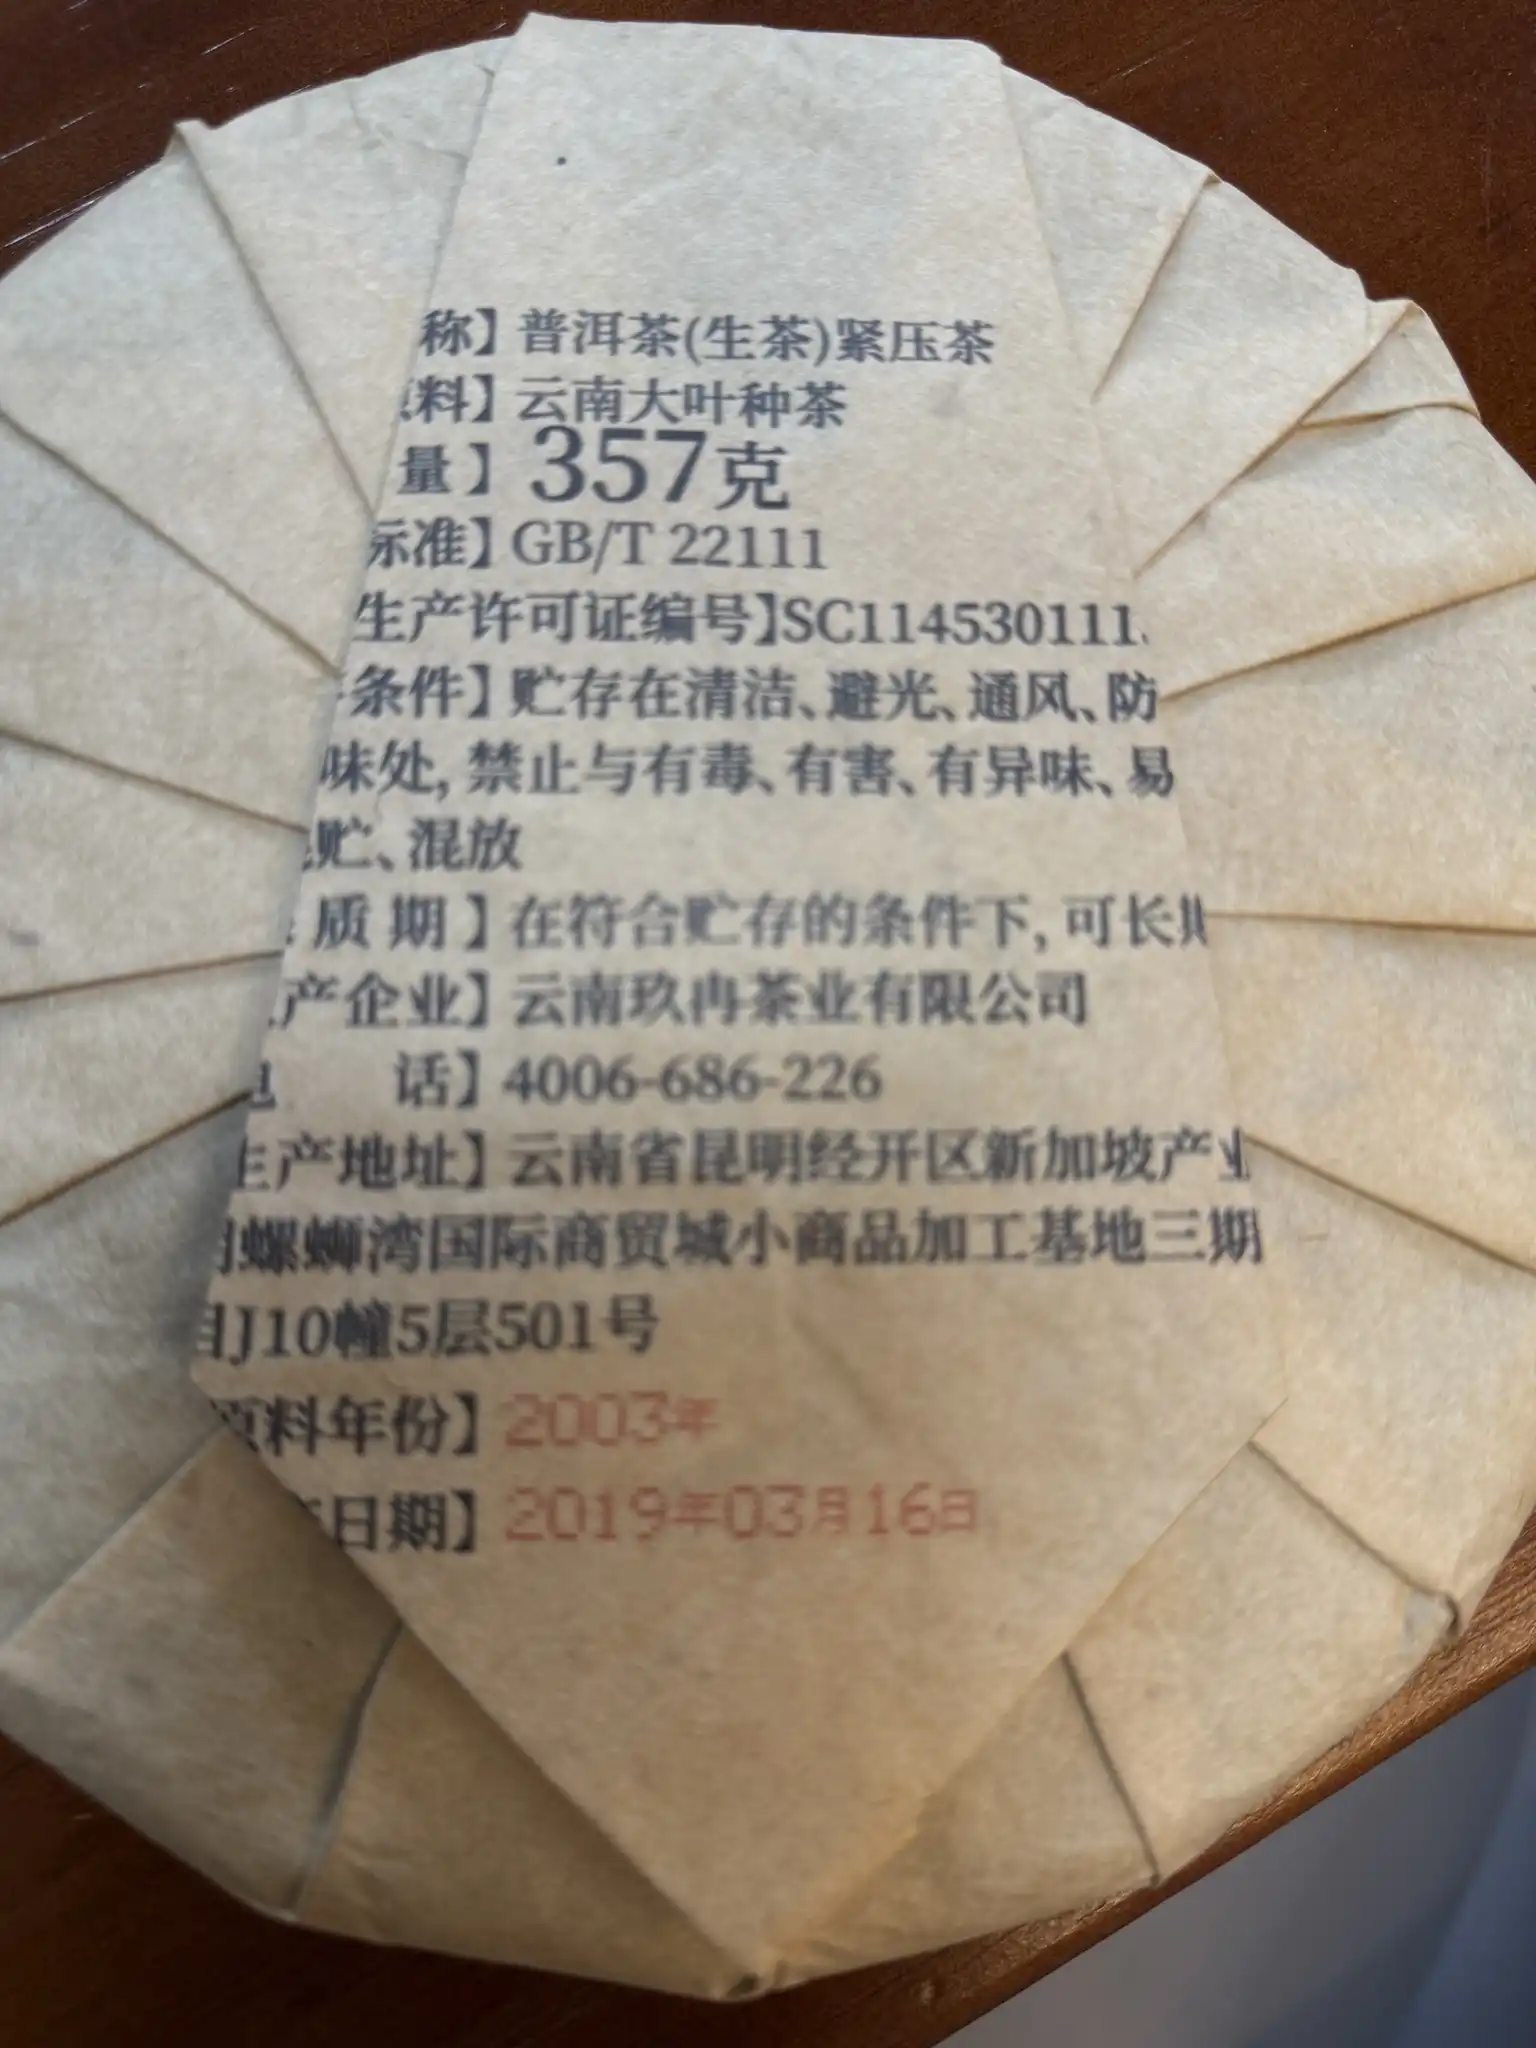 称】普洱茶(生茶)紧压茶
料】云南大叶种茶
量】357克
标准】GB/T 22111
生产许可证编号】SC114530111
条件】贮存在清洁、避光、通风、防
味处,禁止与有毒、有害、有异味、易
贮、混放
质期】在符合贮存的条件下,可长期
产企业】云南玖冉茶业有限公司
电话】4006-686-226
生产地址】云南省昆明经开区新加坡产业
螺蛳湾国际商贸城小商品加工基地三期
J10幢5层501号
原料年份】2003年
日期】2019年03月16日